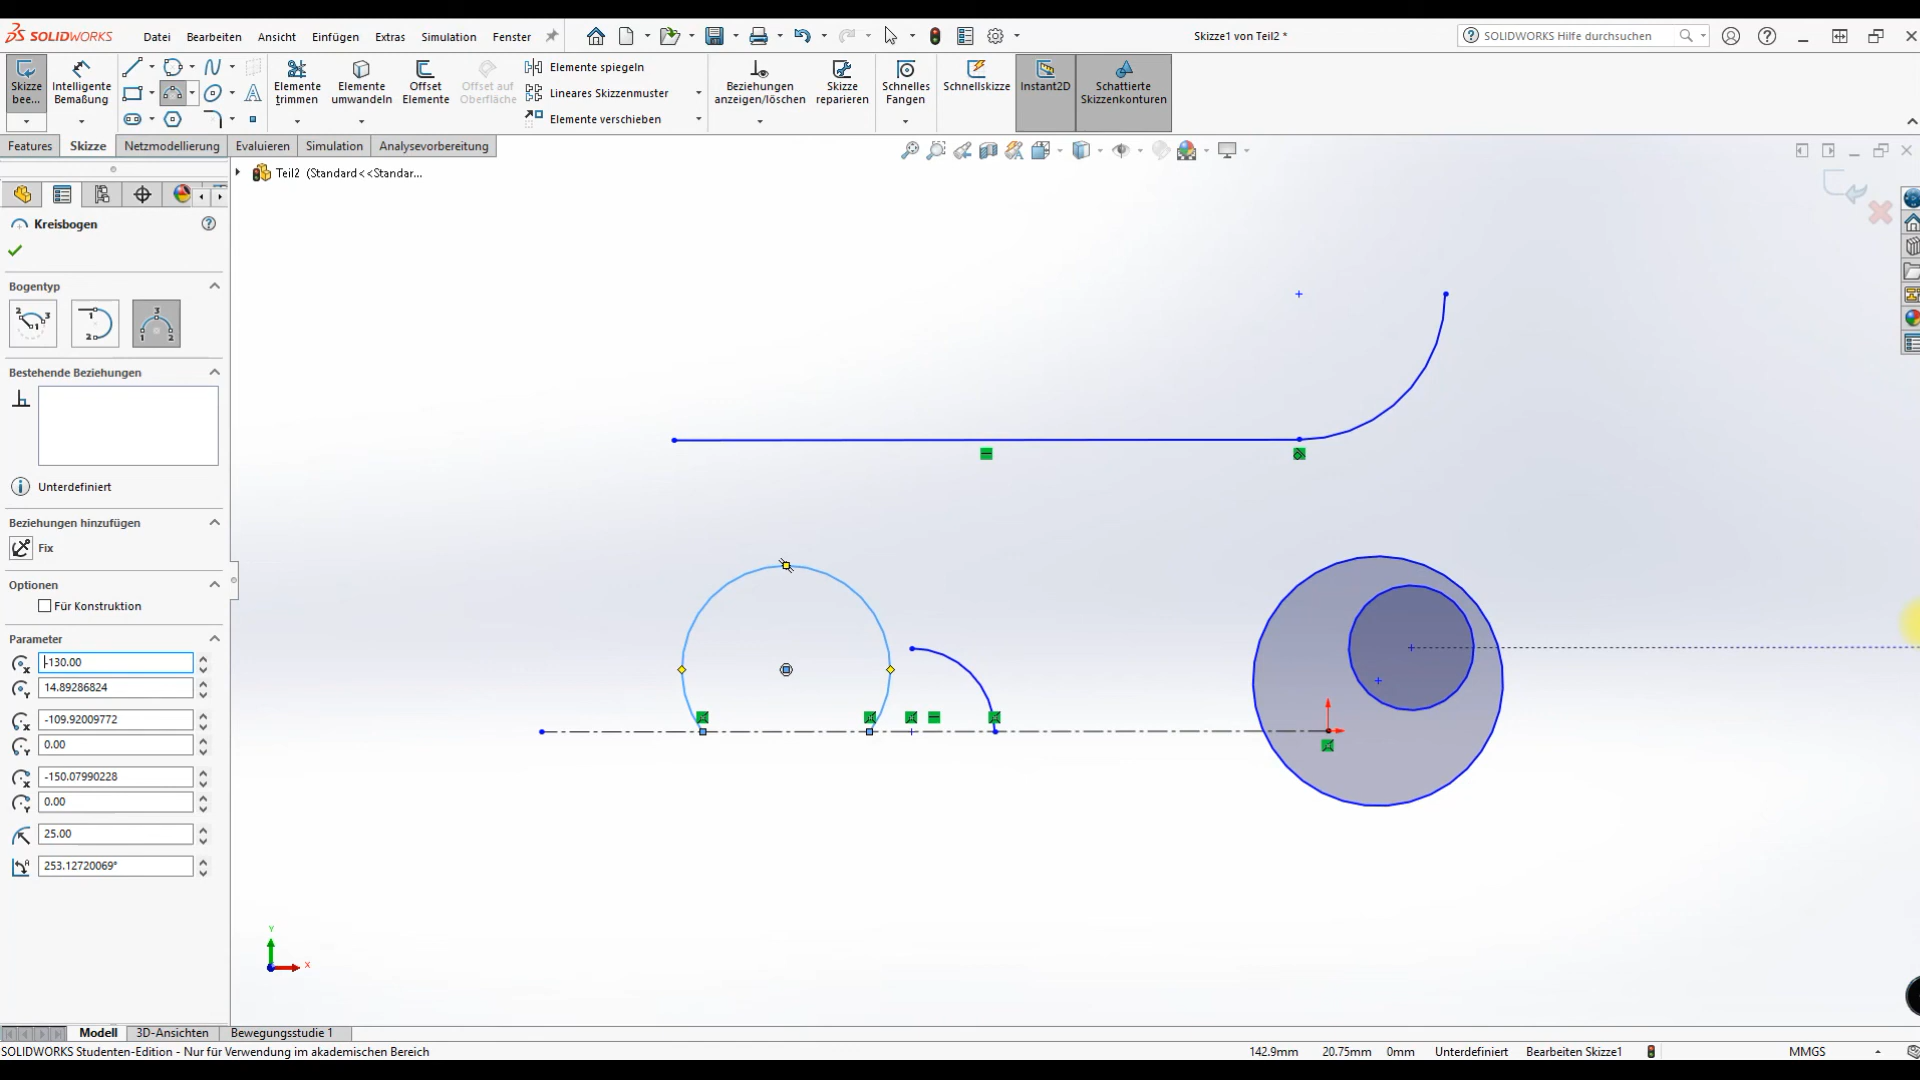 SOLIDWORKS Datei Bearbeiten Ansicht Einfügen Extras Simulation Fenster Skizze1 von Teil2 * SOLIDWORKS Hilfe durchsuchen
Skizze bee...
Intelligente Bemaßung
Elemente trimmen
Elemente umwandeln
Offset Elemente
Offset auf Oberfläche
Elemente spiegeln
Lineares Skizzenmuster
Elemente verschieben
Beziehungen anzeigen/löschen
Skizze reparieren
Schnelles Fangen
Schnellskizze
Instant2D
Schattierte Skizzenkonturen
Features Skizze Netzmodellierung Evaluieren Simulation Analysevorbereitung
Teil2 (Standard<<Standar...
Kreisbogen
Bogentyp
Bestehende Beziehungen
Unterdefiniert
Beziehungen hinzufügen
Fix
Optionen
Für Konstruktion
Parameter
-130.00
14.89286824
-109.92009772
0.00
-150.07990228
0.00
25.00
253.12720069°
Y
X
Modell 3D-Ansichten Bewegungsstudie 1
SOLIDWORKS Studenten-Edition - Nur für Verwendung im akademischen Bereich 142.9mm 20.75mm 0mm Unterdefiniert Bearbeiten Skizze1 MMGS